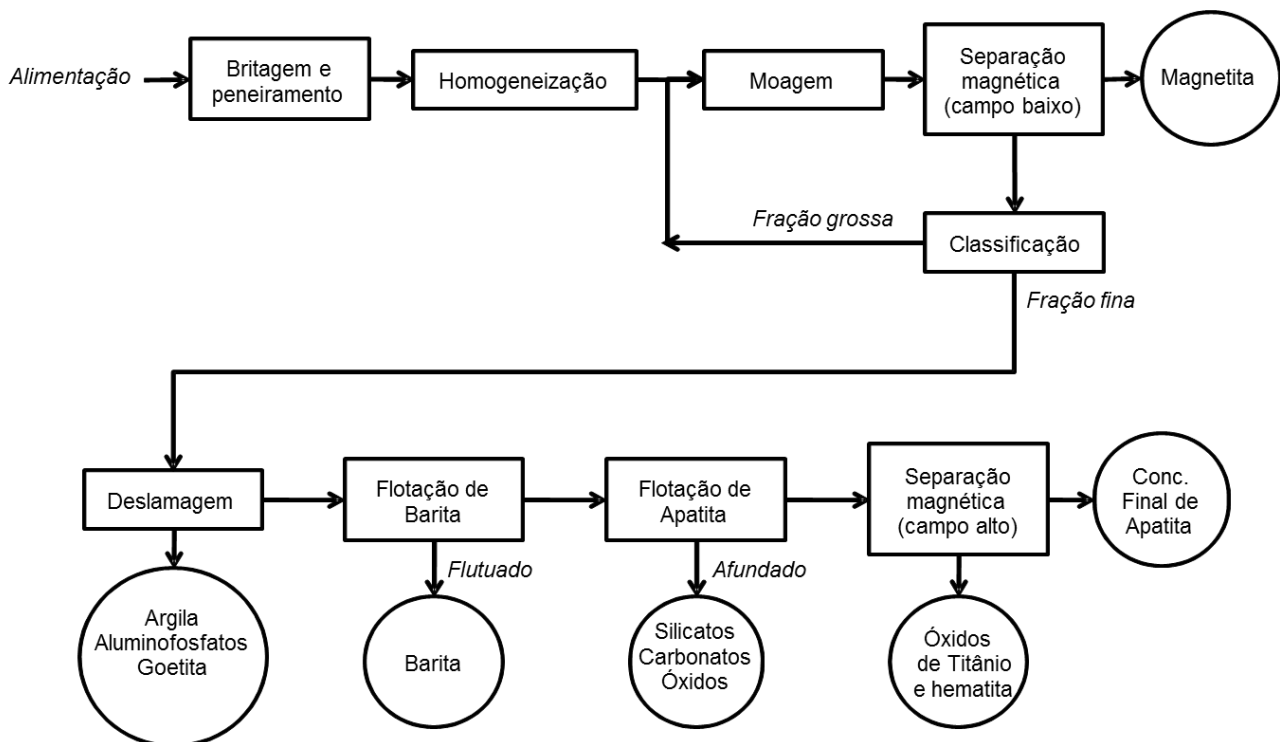 Alimentação
Britagem e
peneiramento
Homogeneização
Moagem
Separação
magnética
(campo baixo)
Magnetita
Fração grossa
Classificação
Fração fina
Deslamagem
Flotação de
Barita
Flotação de
Apatita
Separação
magnética
(campo alto)
Conc.
Final de
Apatita
Flutuado
Afundado
Argila
Aluminofosfatos
Goetita
Barita
Silicatos
Carbonatos
Óxidos
Óxidos
de Titânio
e hematita